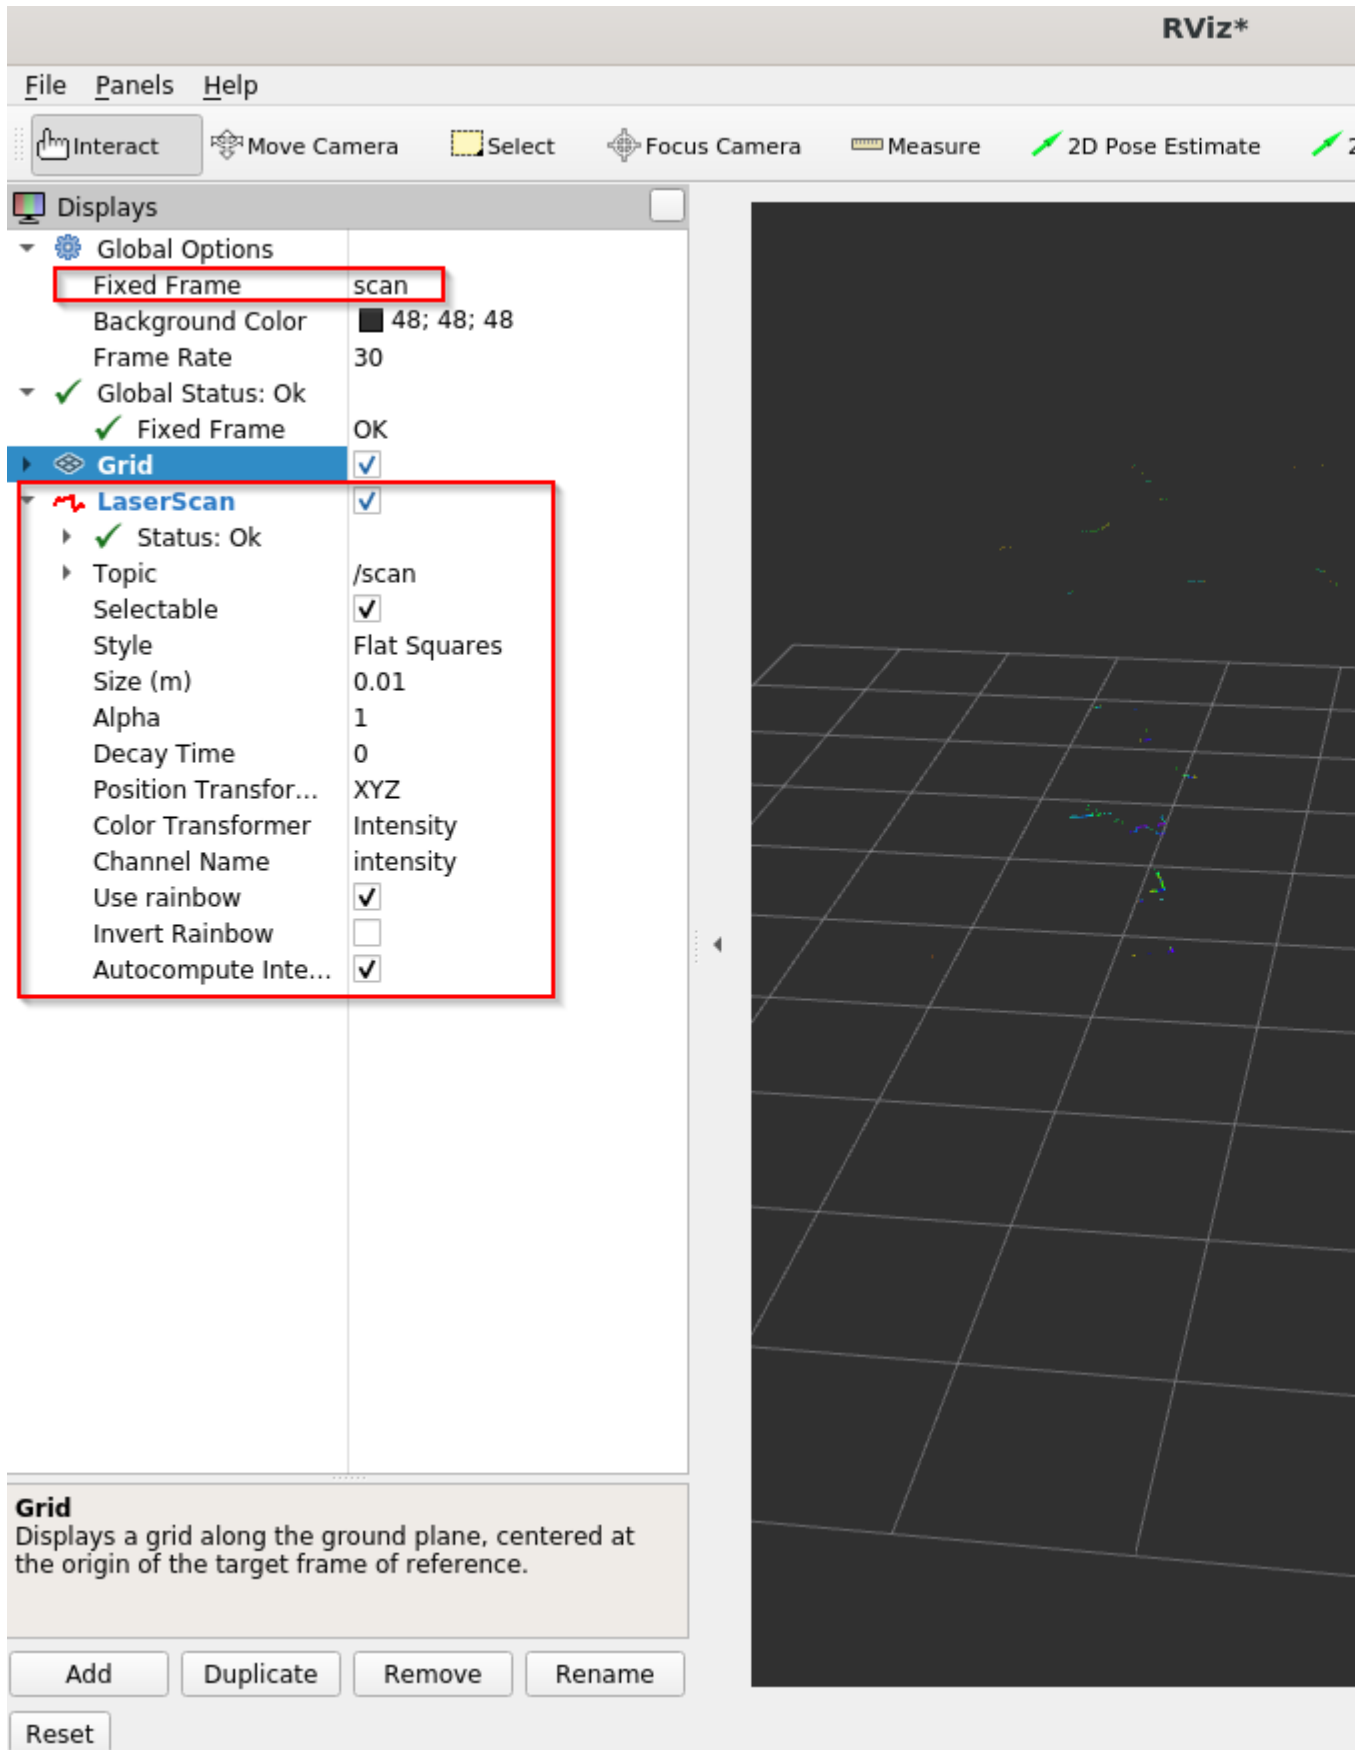 RViz*
File Panels Help
Interact Move Camera Select Focus Camera Measure 2D Pose Estimate 2
Displays
Global Options
Fixed Frame scan
Background Color 48; 48; 48
Frame Rate 30
Global Status: Ok
Fixed Frame OK
Grid
LaserScan
Status: Ok
Topic /scan
Selectable
Style Flat Squares
Size (m) 0.01
Alpha 1
Decay Time 0
Position Transfor... XYZ
Color Transformer Intensity
Channel Name intensity
Use rainbow
Invert Rainbow
Autocompute Inte...
Grid
Displays a grid along the ground plane, centered at
the origin of the target frame of reference.
Add Duplicate Remove Rename
Reset